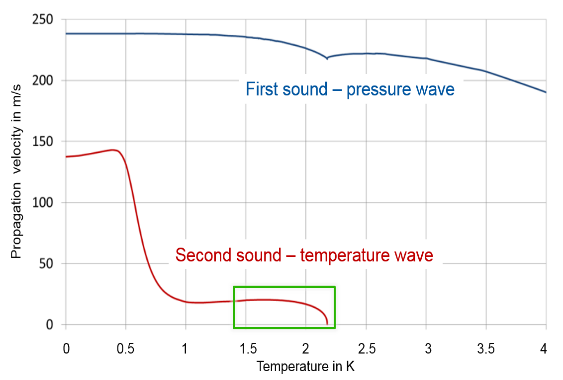 250
200
150
100
50
0
Propagation velocity in m/s
First sound – pressure wave
Second sound – temperature wave
0 0.5 1 1.5 2 2.5 3 3.5 4
Temperature in K